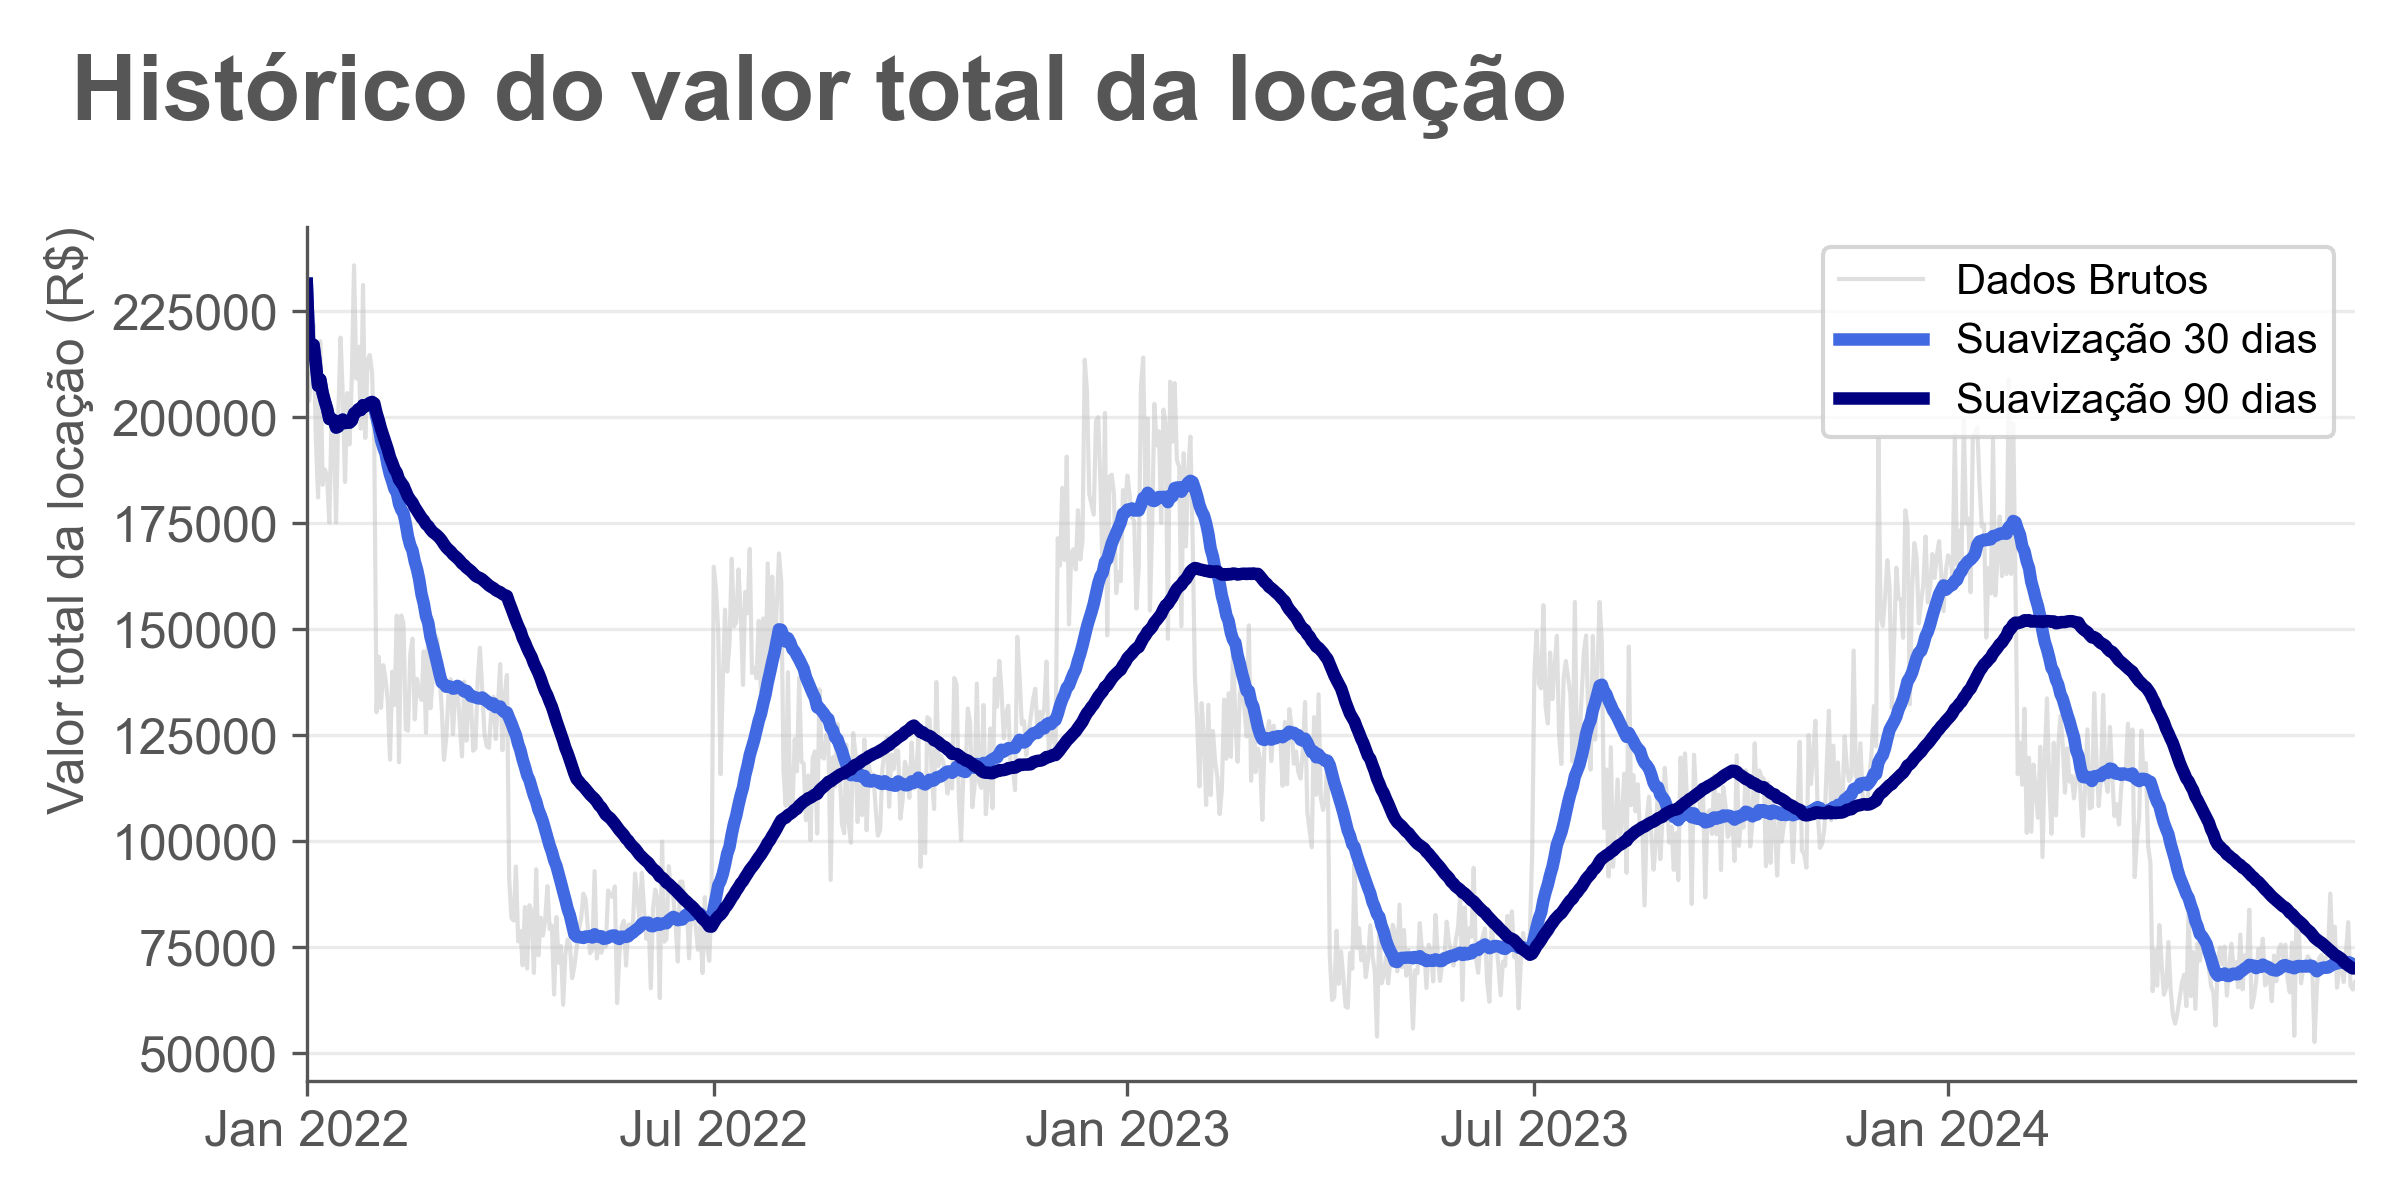 Histórico do valor total da locação
Valor total da locação (R$)
225000
200000
175000
150000
125000
100000
75000
50000
Dados Brutos
Suavização 30 dias
Suavização 90 dias
Jan 2022
Jul 2022
Jan 2023
Jul 2023
Jan 2024